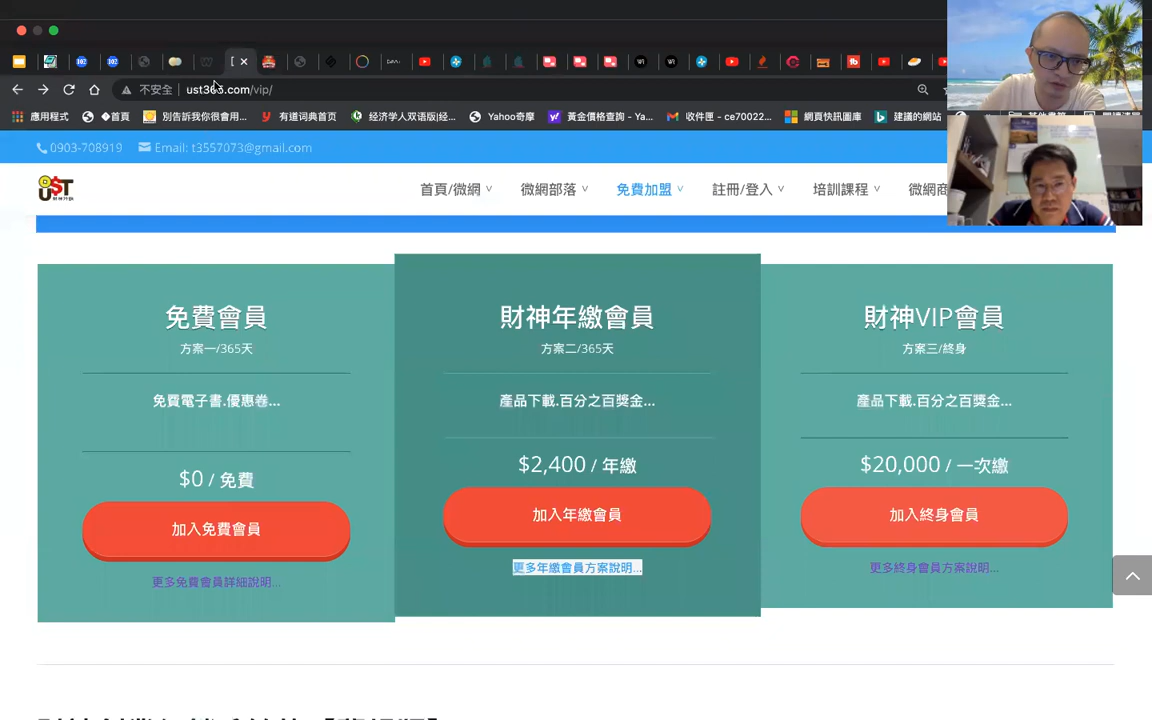 不安全 ust365.com/vip/
應用程式 �首頁 別告訴我你很會用... 有道词典首页 经济学人双语版|经... Yahoo奇摩 黃金價格查詢 - Ya... 收件匣 - ce70022... 網頁快訊圖庫 建議的網站
0903-708919 Email: t3557073@gmail.com
UST
首頁/微網 微網部落 免費加盟 註冊/登入 培訓課程 微網商
免費會員
方案一/365天
免費電子書.優惠卷...
$0 / 免費
加入免費會員
更多免費會員詳細說明...
財神年繳會員
方案二/365天
產品下載.百分之百獎金...
$2,400 / 年繳
加入年繳會員
更多年繳會員方案說明...
財神VIP會員
方案三/終身
產品下載.百分之百獎金...
$20,000 / 一次繳
加入終身會員
更多終身會員方案說明...